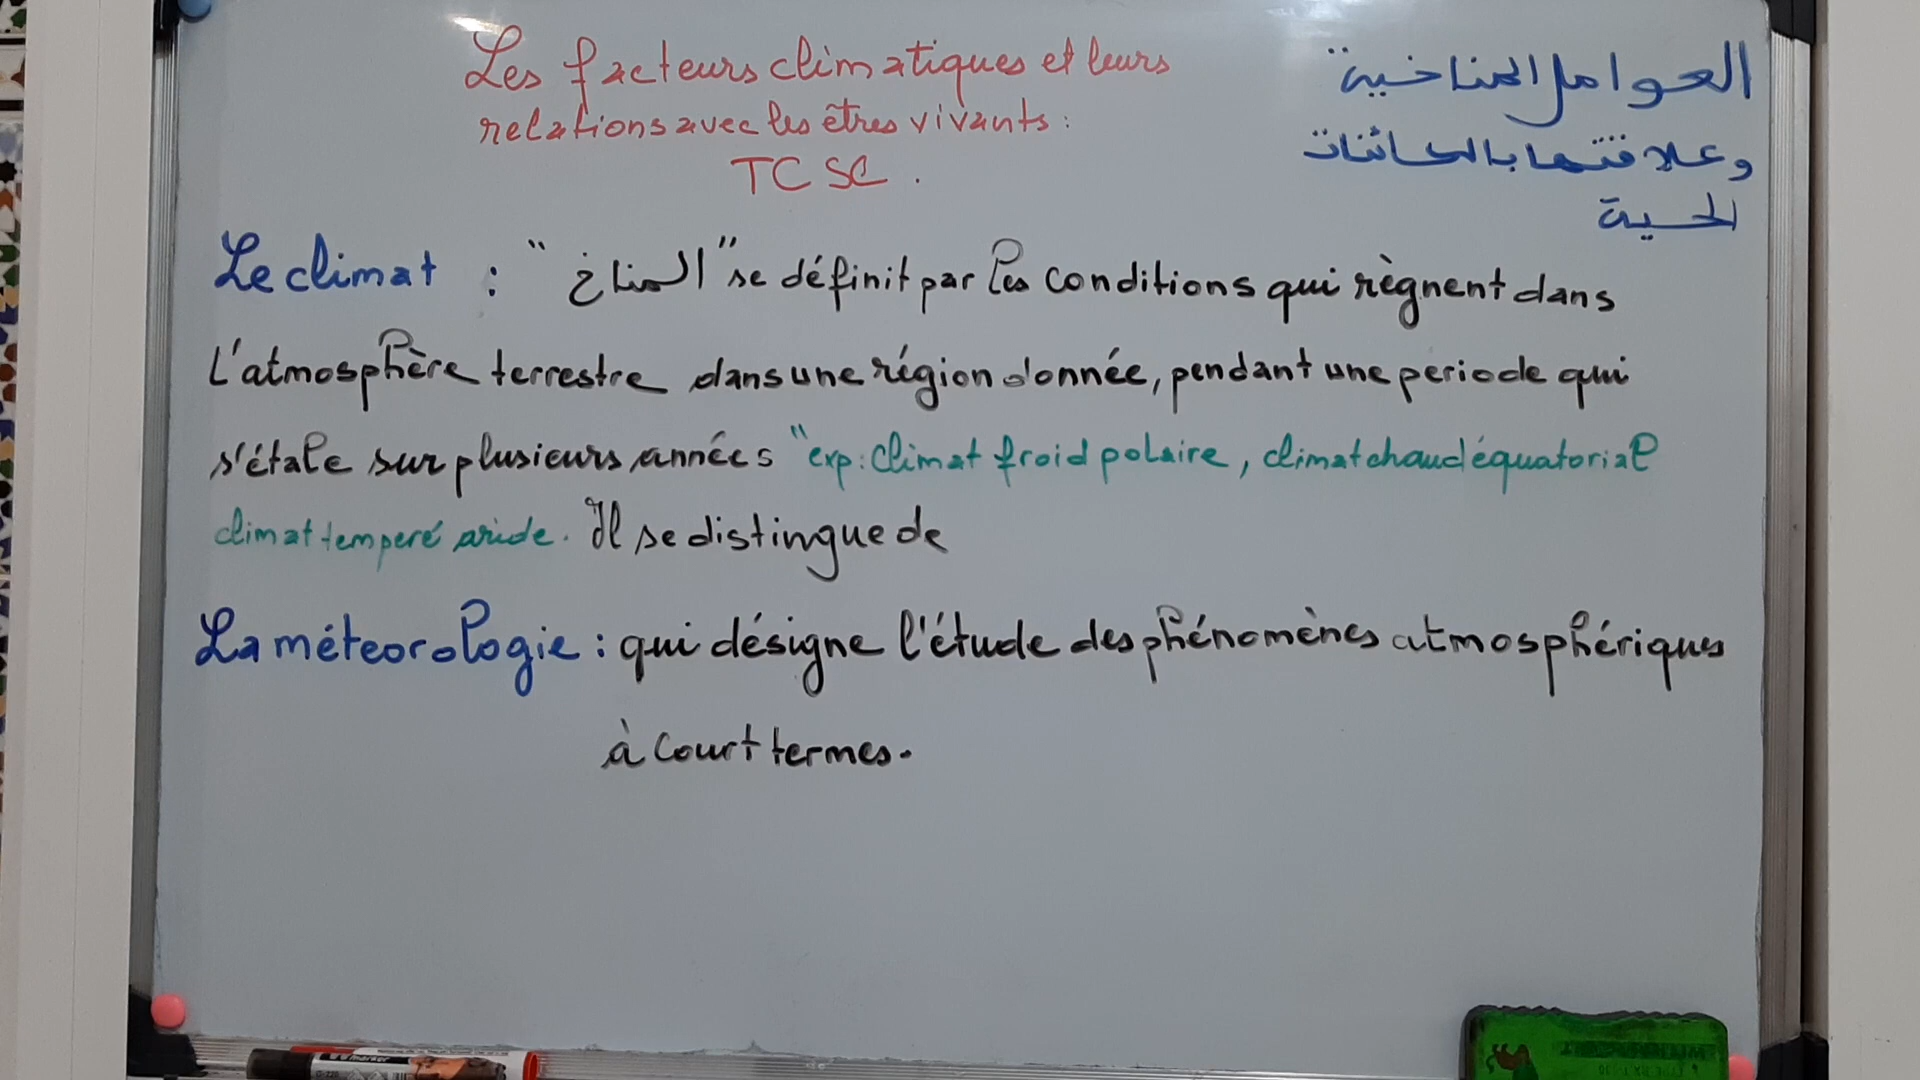 Les facteurs climatiques et leurs
relations avec les êtres vivants :
TC SC .
العوامل المناخية
وعلاقتها بالكائنات
الحية
Le climat : “المناخ” se définit par les conditions qui règnent dans
L'atmosphère terrestre dans une région donnée, pendant une periode qui
s'étale sur plusieurs années “exp : climat froid polaire, climat chaud équatorial
climat temperé aride. Il se distingue de
La méteorologie : qui désigne l'étude des phénomènes atmosphériques
à court termes.
marker